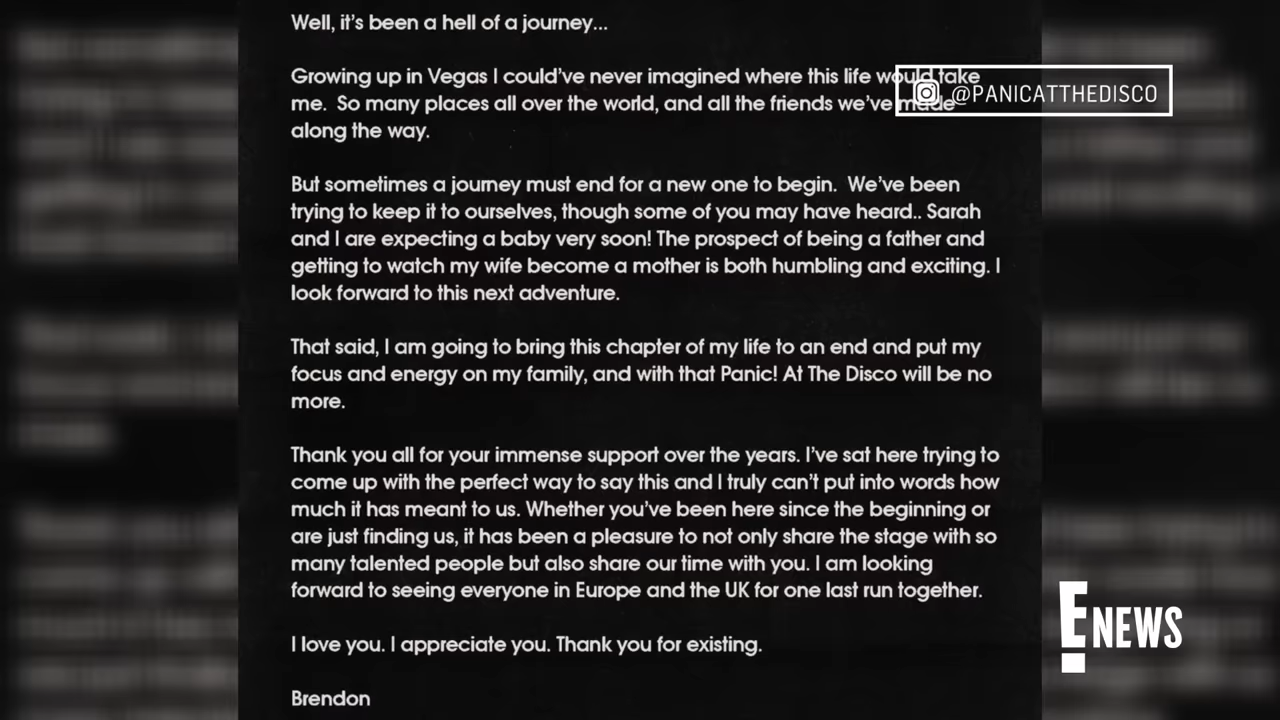 Well, it's been a hell of a journey...
Growing up in Vegas I could've never imagined where this life would take
me.  So many places all over the world, and all the friends we've made
along the way.
@PANICATTHEDISCO
But sometimes a journey must end for a new one to begin.  We've been
trying to keep it to ourselves, though some of you may have heard.. Sarah
and I are expecting a baby very soon! The prospect of being a father and
getting to watch my wife become a mother is both humbling and exciting. I
look forward to this next adventure.
That said, I am going to bring this chapter of my life to an end and put my
focus and energy on my family, and with that Panic! At The Disco will be no
more.
Thank you all for your immense support over the years. I've sat here trying to
come up with the perfect way to say this and I truly can't put into words how
much it has meant to us. Whether you've been here since the beginning or
are just finding us, it has been a pleasure to not only share the stage with so
many talented people but also share our time with you. I am looking
forward to seeing everyone in Europe and the UK for one last run together.
I love you. I appreciate you. Thank you for existing.
Brendon
E! NEWS